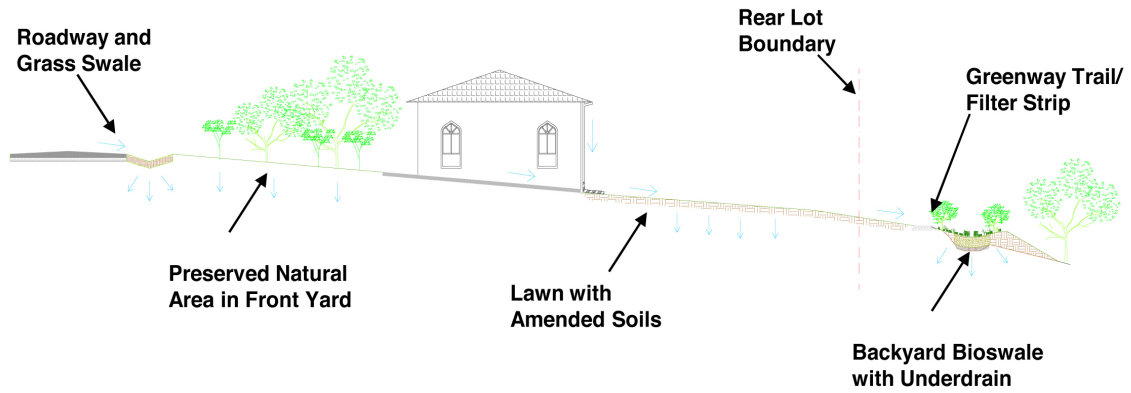 Roadway and
Grass Swale
Rear Lot
Boundary
Greenway Trail/
Filter Strip
Preserved Natural
Area in Front Yard
Lawn with
Amended Soils
Backyard Bioswale
with Underdrain